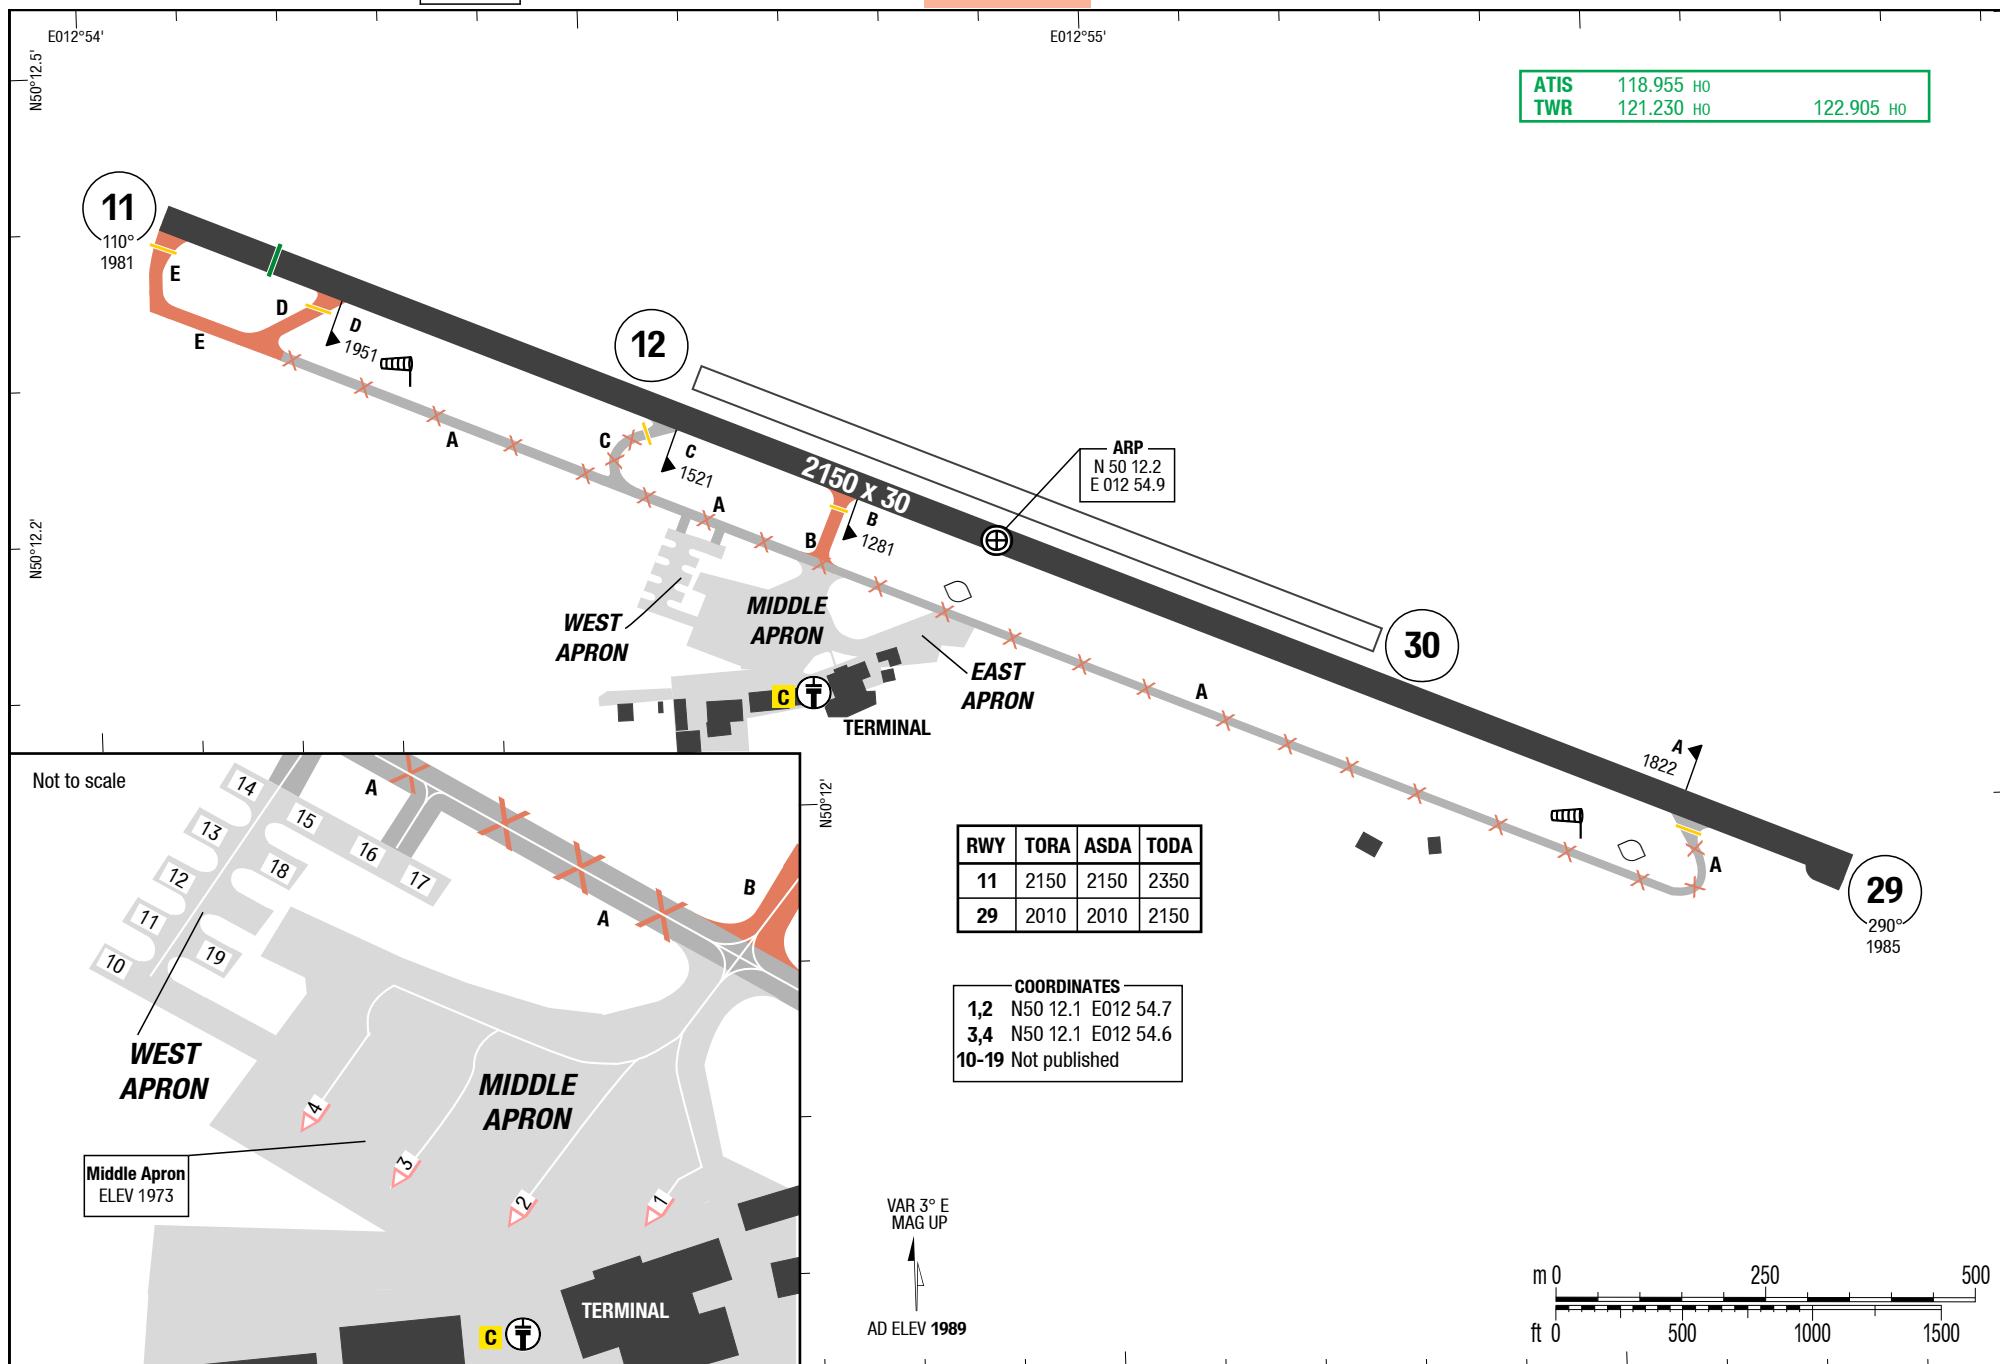 E012°54'
E012°55'
N50°12.5'
ATIS 118.955 HO
TWR 121.230 HO 122.905 HO
11
110°
1981
E
D
E
D
1951
12
A
C
C
1521
A
2150 x 30
B
B
1281
ARP
N 50 12.2
E 012 54.9
N50°12.2'
WEST
APRON
MIDDLE
APRON
EAST
APRON
30
A
C
TERMINAL
A
1822
A
29
290°
1985
Not to scale
N50°12'
A
14
13
15
16
12
18
17
11
19
10
B
A
WEST
APRON
MIDDLE
APRON
4
3
2
1
Middle Apron
ELEV 1973
TERMINAL
C
RWY TORA ASDA TODA
11 2150 2150 2350
29 2010 2010 2150
COORDINATES
1,2 N50 12.1 E012 54.7
3,4 N50 12.1 E012 54.6
10-19 Not published
VAR 3° E
MAG UP
AD ELEV 1989
m 0 250 500
ft 0 500 1000 1500